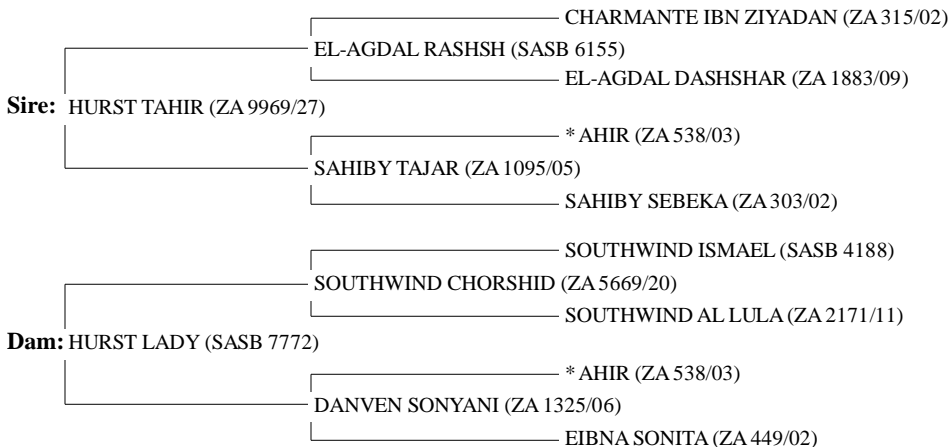 CHARMANTE IBN ZIYADAN (ZA 315/02)
EL-AGDAL RASHSH (SASB 6155)
EL-AGDAL DASHSHAR (ZA 1883/09)
Sire: HURST TAHIR (ZA 9969/27)
* AHIR (ZA 538/03)
SAHIBY TAJAR (ZA 1095/05)
SAHIBY SEBEKA (ZA 303/02)
SOUTHWIND ISMAEL (SASB 4188)
SOUTHWIND CHORSHID (ZA 5669/20)
SOUTHWIND AL LULA (ZA 2171/11)
Dam: HURST LADY (SASB 7772)
* AHIR (ZA 538/03)
DANVEN SONYANI (ZA 1325/06)
EIBNA SONITA (ZA 449/02)